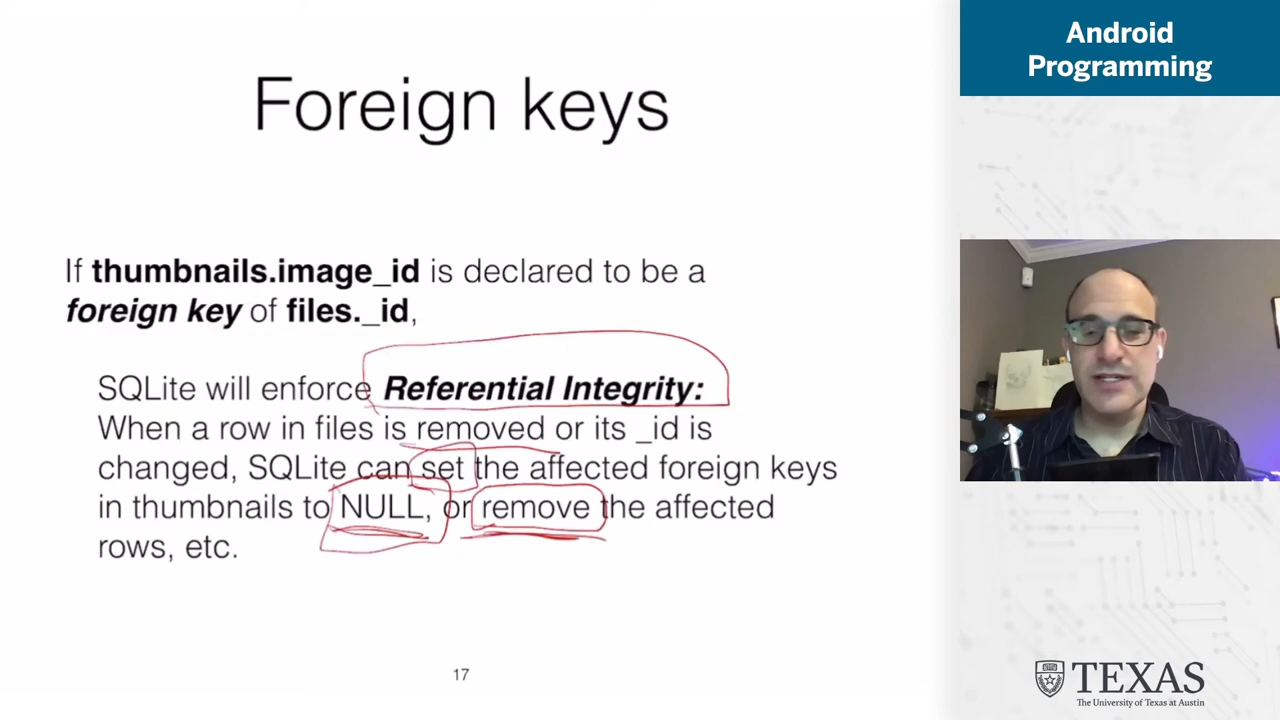 Foreign keys
If thumbnails.image_id is declared to be a
foreign key of files._id,
SQLite will enforce Referential Integrity:
When a row in files is removed or its _id is
changed, SQLite can set the affected foreign keys
in thumbnails to NULL, or remove the affected
rows, etc.
17
Android
Programming
TEXAS
The University of Texas at Austin